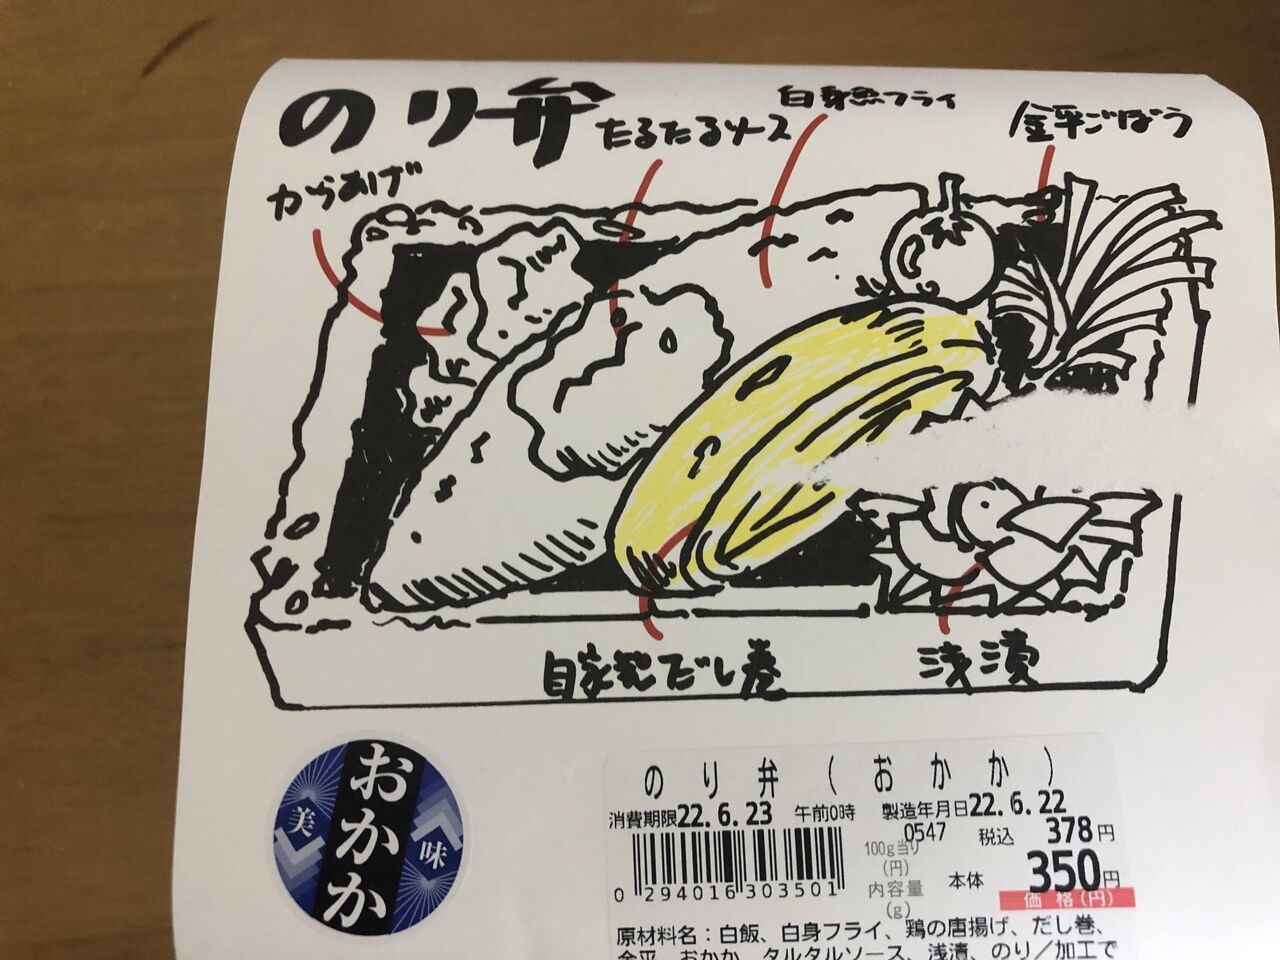 のり弁
からあげ
たるたるソース
白身魚フライ
金平ごぼう
自家製だし巻
浅漬
おかか
美
味
のり弁(おかか)
消費期限22.6.23 午前0時 製造年月日22.6.22
0547 税込 378円
100g当り
(円)
内容量
(g)
本体 350円
価格(円)
0 294016 303501
原材料名:白飯、白身フライ、鶏の唐揚げ、だし巻、
金平、おかか、タルタルソース、浅漬、のり/加工で